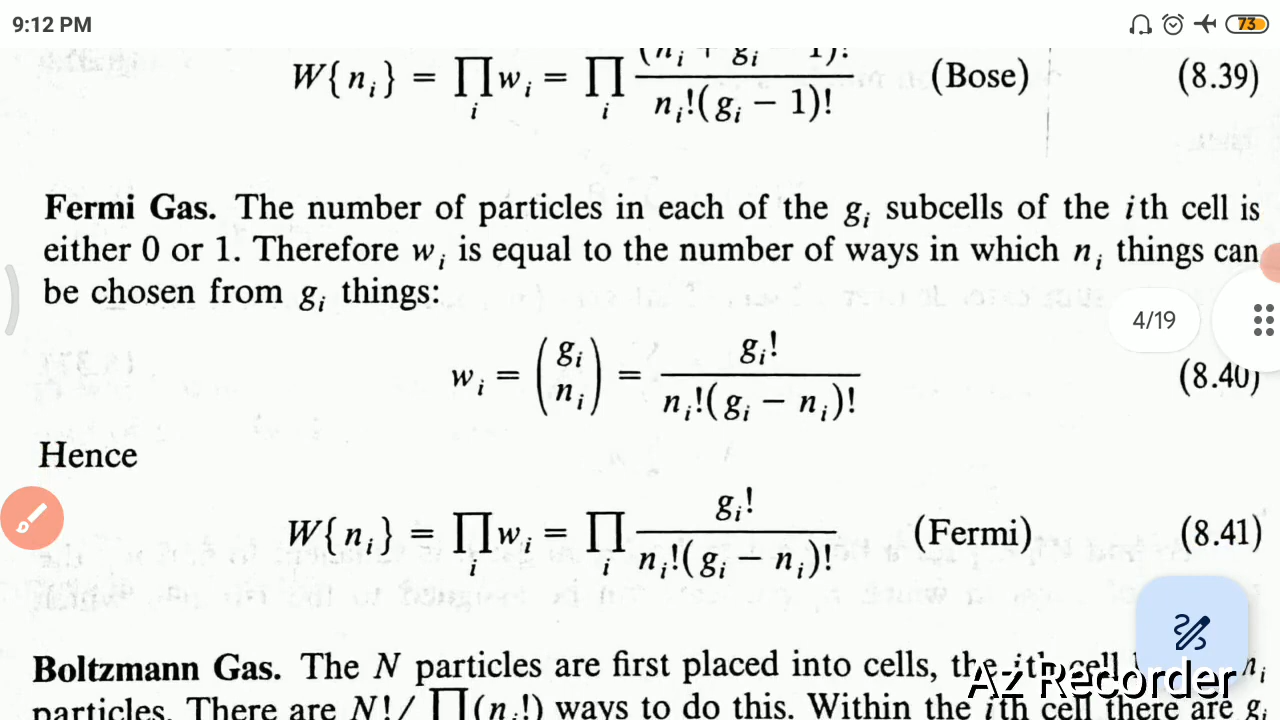 9:12 PM
73
W{n_i} = ∏_i w_i = ∏_i (n_i + g_i − 1)! / n_i!(g_i − 1)! (Bose) (8.39)
Fermi Gas. The number of particles in each of the g_i subcells of the ith cell is
either 0 or 1. Therefore w_i is equal to the number of ways in which n_i things can
be chosen from g_i things:
4/19
w_i = (g_i n_i) = g_i! / n_i!(g_i − n_i)! (8.40)
Hence
W{n_i} = ∏_i w_i = ∏_i g_i! / n_i!(g_i − n_i)! (Fermi) (8.41)
Boltzmann Gas. The N particles are first placed into cells, the ith cell n_i
particles. There are N!/∏(n_i!) ways to do this. Within the ith cell there are g_i
Az Recorder